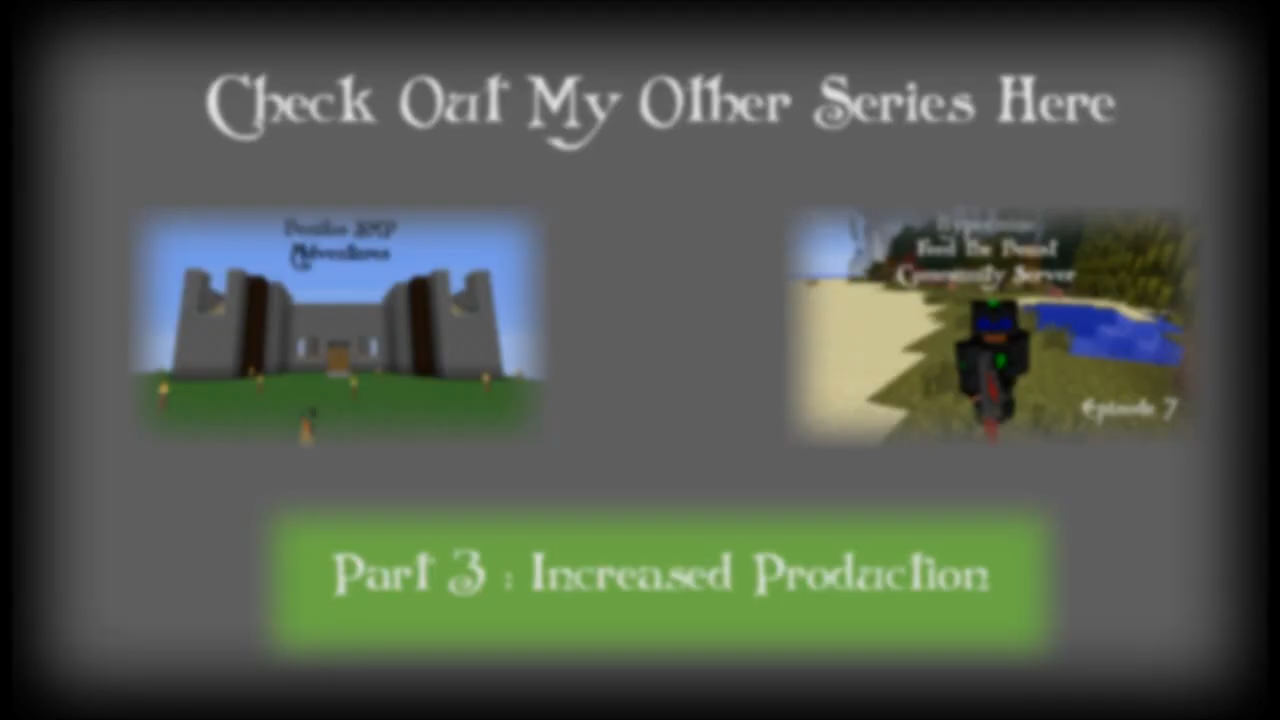 Check Out My Other Series Here
Adventures
Feed The Beast
Community Server
Episode 7
Part 3 : Increased Production